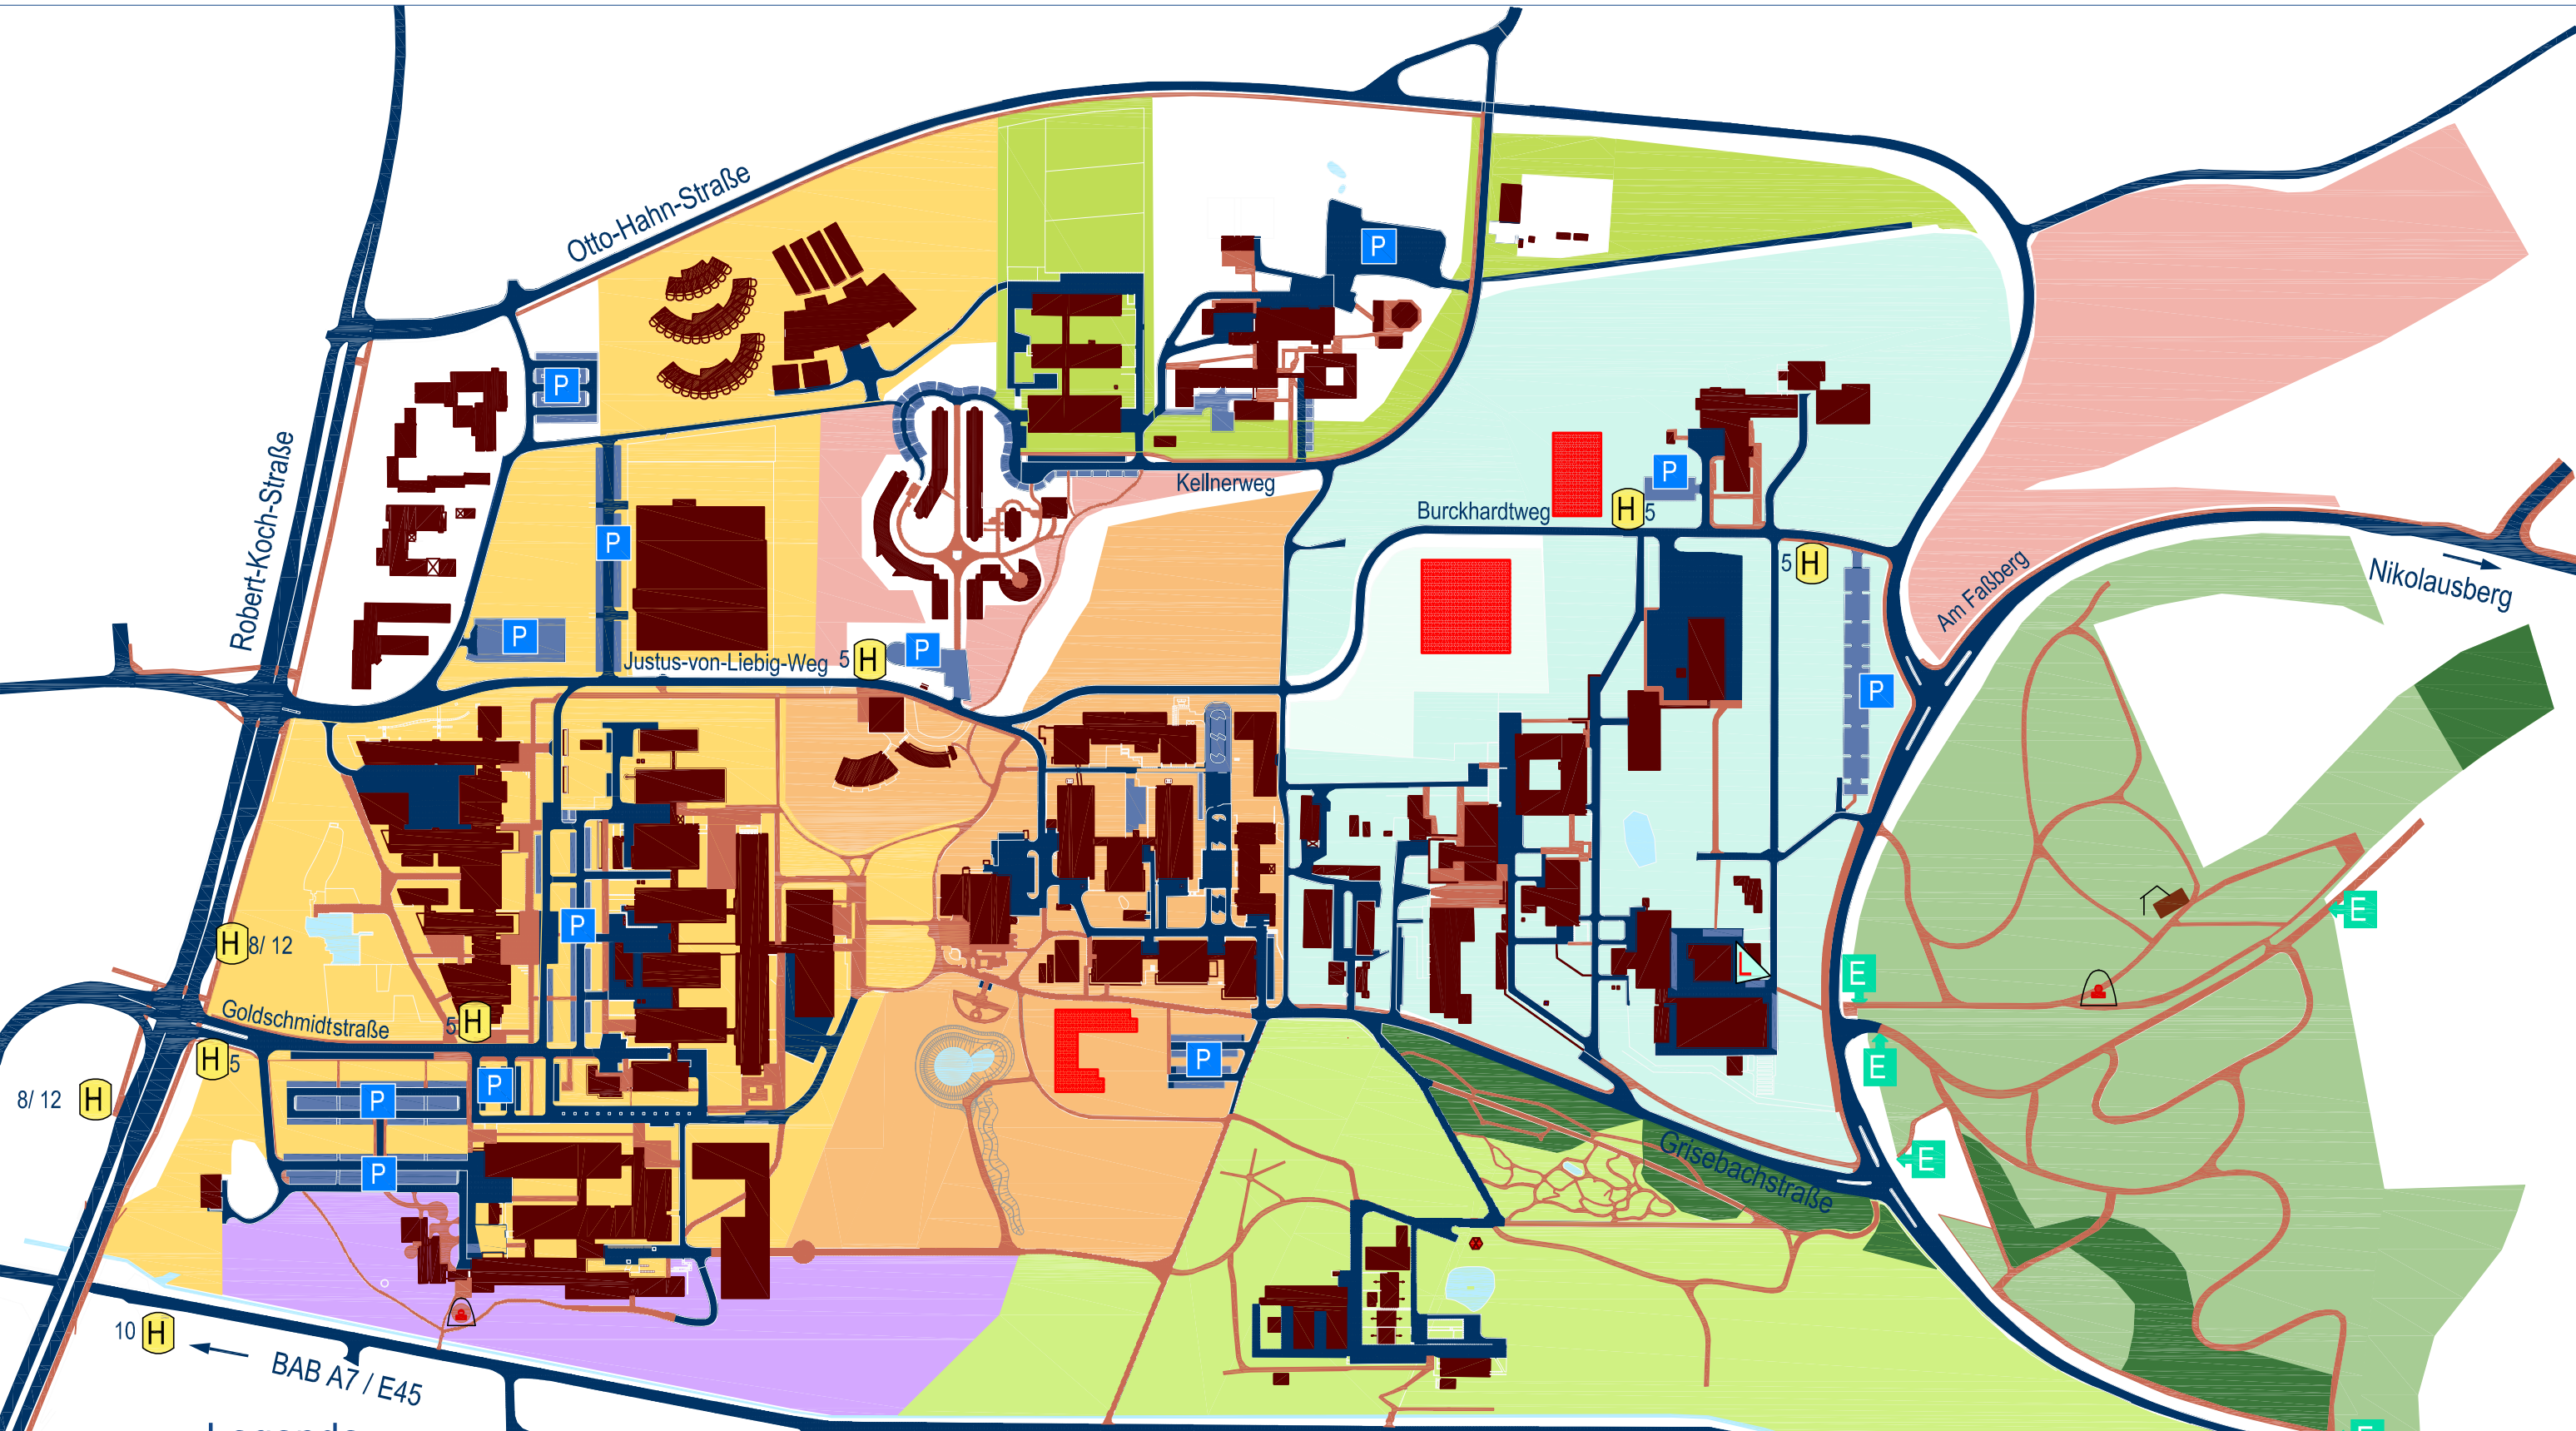 Otto-Hahn-Straße
P
P
Robert-Koch-Straße
P
Kellnerweg
P
Burckhardtweg
H 5
5 H
Am Faßberg
Nikolausberg
P
Justus-von-Liebig-Weg 5 H
P
P
E
P
H 8/ 12
L
E
Goldschmidtstraße
5 H
H 5
P
E
P
8/ 12 H
P
P
Grisebachstraße
E
10 H
BAB A7 / E45
Legende
E